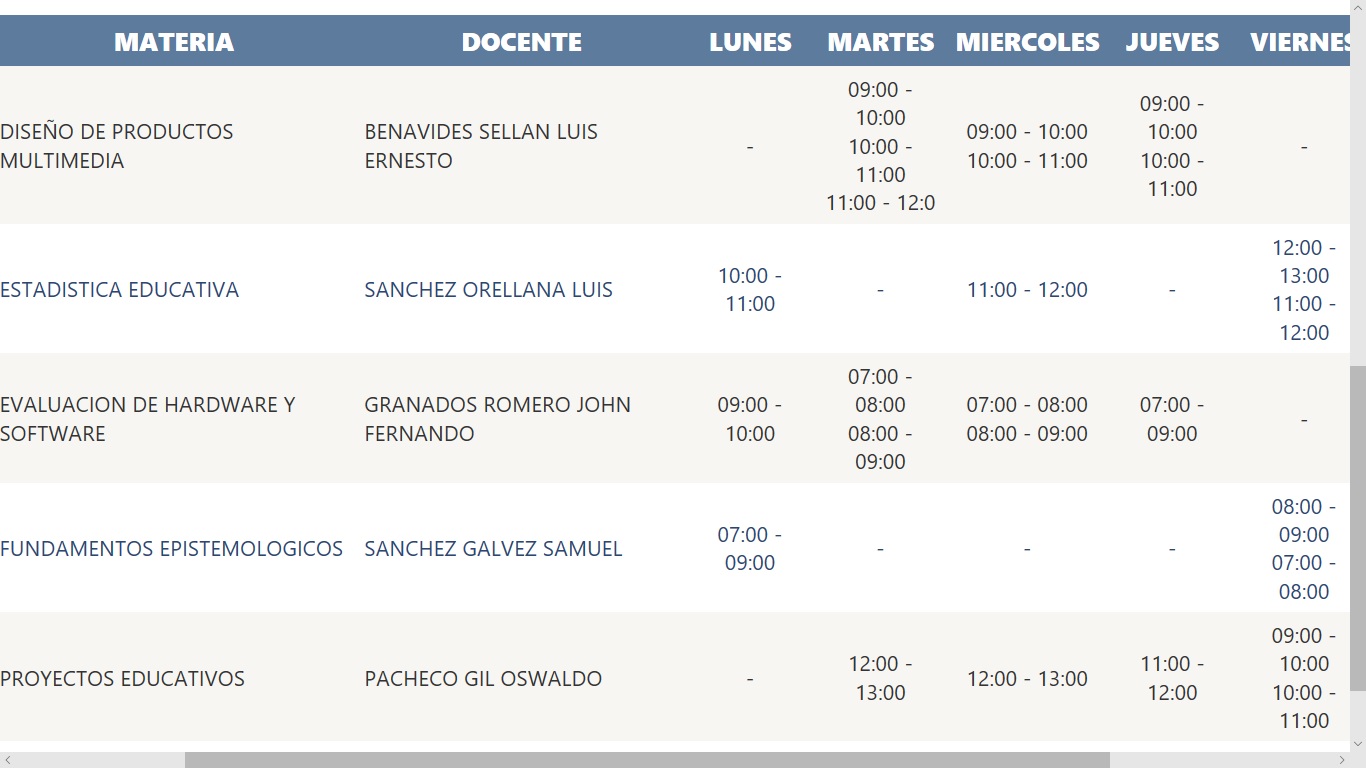 MATERIA DOCENTE LUNES MARTES MIERCOLES JUEVES VIERNES
DISEÑO DE PRODUCTOS
MULTIMEDIA
BENAVIDES SELLAN LUIS
ERNESTO
-
09:00 -
10:00
10:00 -
11:00
11:00 - 12:0
09:00 - 10:00
10:00 - 11:00
09:00 -
10:00
10:00 -
11:00
-
ESTADISTICA EDUCATIVA
SANCHEZ ORELLANA LUIS
10:00 -
11:00
-
11:00 - 12:00
-
12:00 -
13:00
11:00 -
12:00
EVALUACION DE HARDWARE Y
SOFTWARE
GRANADOS ROMERO JOHN
FERNANDO
09:00 -
10:00
07:00 -
08:00
08:00 -
09:00
07:00 - 08:00
08:00 - 09:00
07:00 -
09:00
-
FUNDAMENTOS EPISTEMOLOGICOS
SANCHEZ GALVEZ SAMUEL
07:00 -
09:00
-
-
-
08:00 -
09:00
07:00 -
08:00
PROYECTOS EDUCATIVOS
PACHECO GIL OSWALDO
-
12:00 -
13:00
12:00 - 13:00
11:00 -
12:00
09:00 -
10:00
10:00 -
11:00